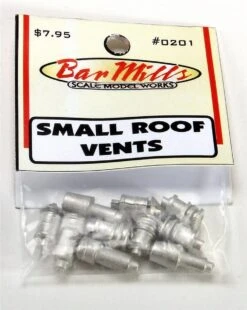 $7.95 #0201
Bar Mills
SCALE MODEL WORKS
SMALL ROOF
VENTS